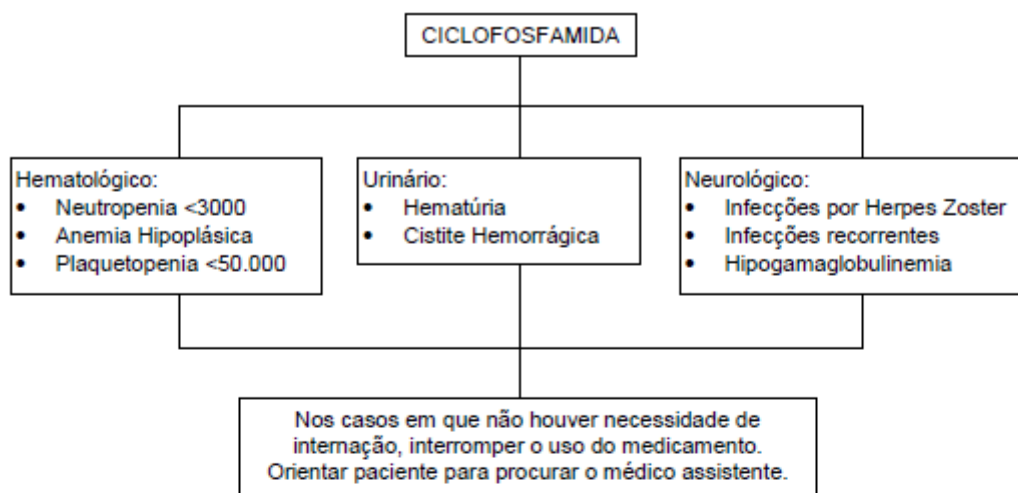 CICLOFOSFAMIDA
Hematológico:
• Neutropenia <3000
• Anemia Hipoplásica
• Plaquetopenia <50.000
Urinário:
• Hematúria
• Cistite Hemorrágica
Neurológico:
• Infecções por Herpes Zoster
• Infecções recorrentes
• Hipogamaglobulinemia
Nos casos em que não houver necessidade de
internação, interromper o uso do medicamento.
Orientar paciente para procurar o médico assistente.